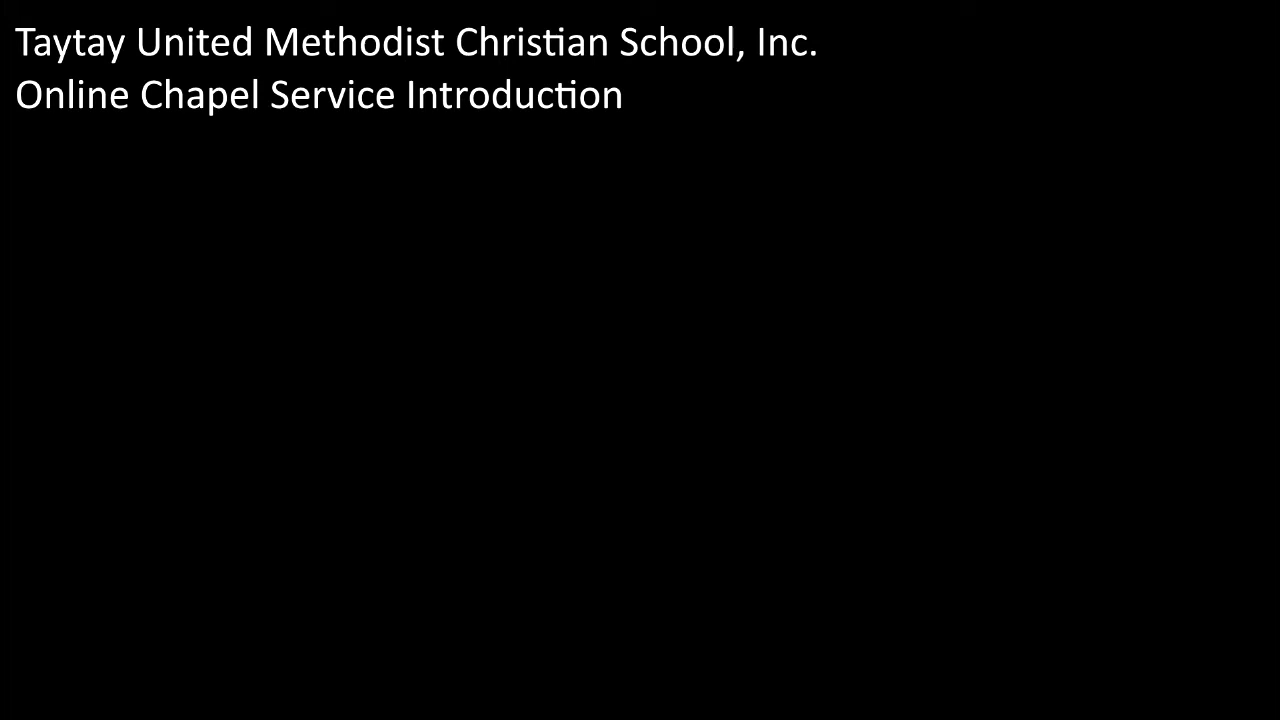 Taytay United Methodist Christian School, Inc.
Online Chapel Service Introduction